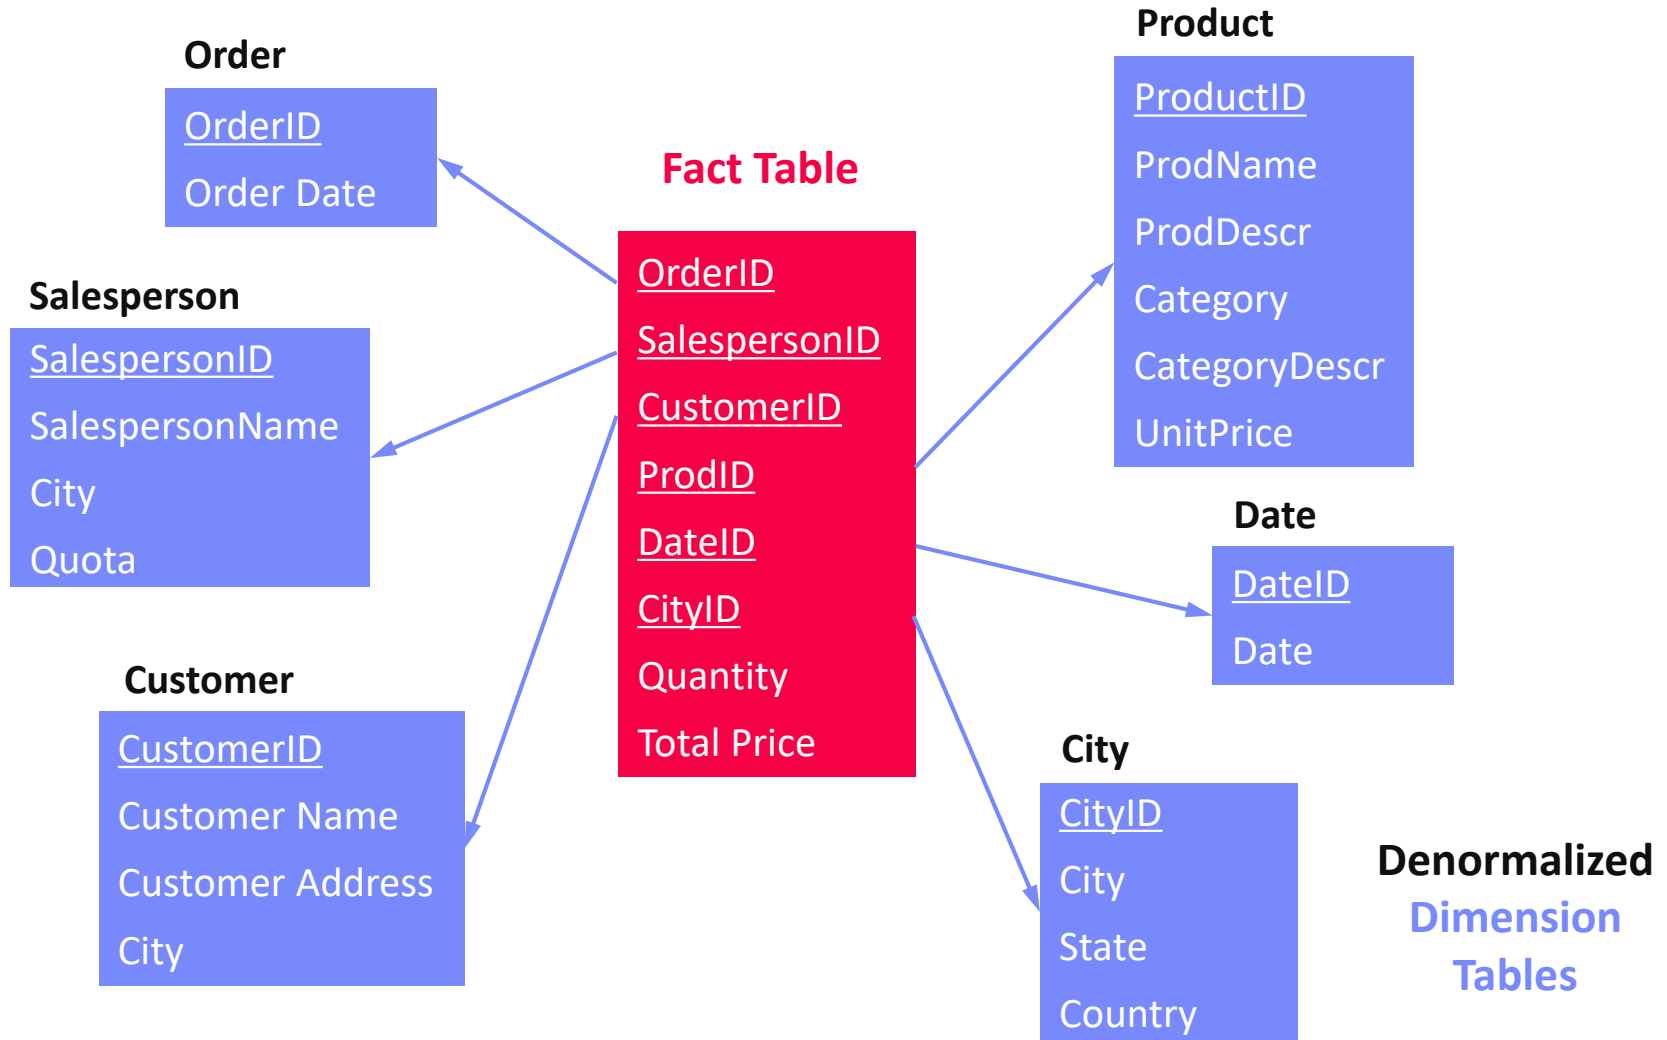 Order
OrderID
Order Date
Salesperson
SalespersonID
SalespersonName
City
Quota
Customer
CustomerID
Customer Name
Customer Address
City
Fact Table
OrderID
SalespersonID
CustomerID
ProdID
DateID
CityID
Quantity
Total Price
Product
ProductID
ProdName
ProdDescr
Category
CategoryDescr
UnitPrice
Date
DateID
Date
City
CityID
City
State
Country
Denormalized
Dimension
Tables